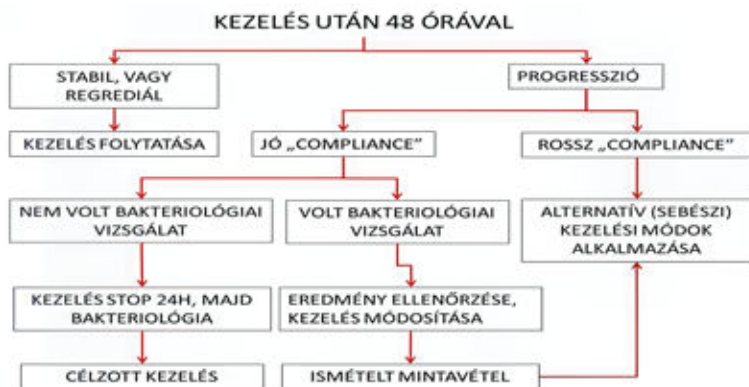 KEZELÉS UTÁN 48 ÓRÁVAL
STABIL, VAGY
REGREDIÁL
PROGRESSZIÓ
KEZELÉS FOLYTATÁSA
JÓ „COMPLIANCE”
ROSSZ „COMPLIANCE”
NEM VOLT BAKTERIOLÓGIAI
VIZSGÁLAT
VOLT BAKTERIOLÓGIAI
VIZSGÁLAT
ALTERNATÍV (SEBÉSZI)
KEZELÉSI MÓDOK
ALKALMAZÁSA
KEZELÉS STOP 24H, MAJD
BAKTERIOLÓGIA
EREDMÉNY ELLENŐRZÉSE,
KEZELÉS MÓDOSÍTÁSA
CÉLZOTT KEZELÉS
ISMÉTELT MINTAVÉTEL